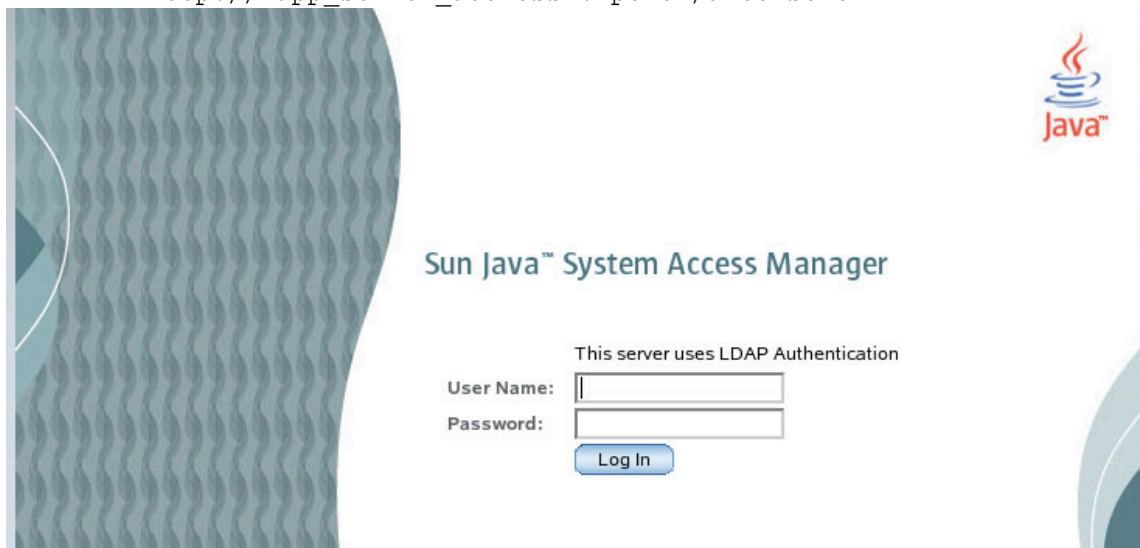 Java™
Sun Java™ System Access Manager
This server uses LDAP Authentication
User Name:
Password:
Log In